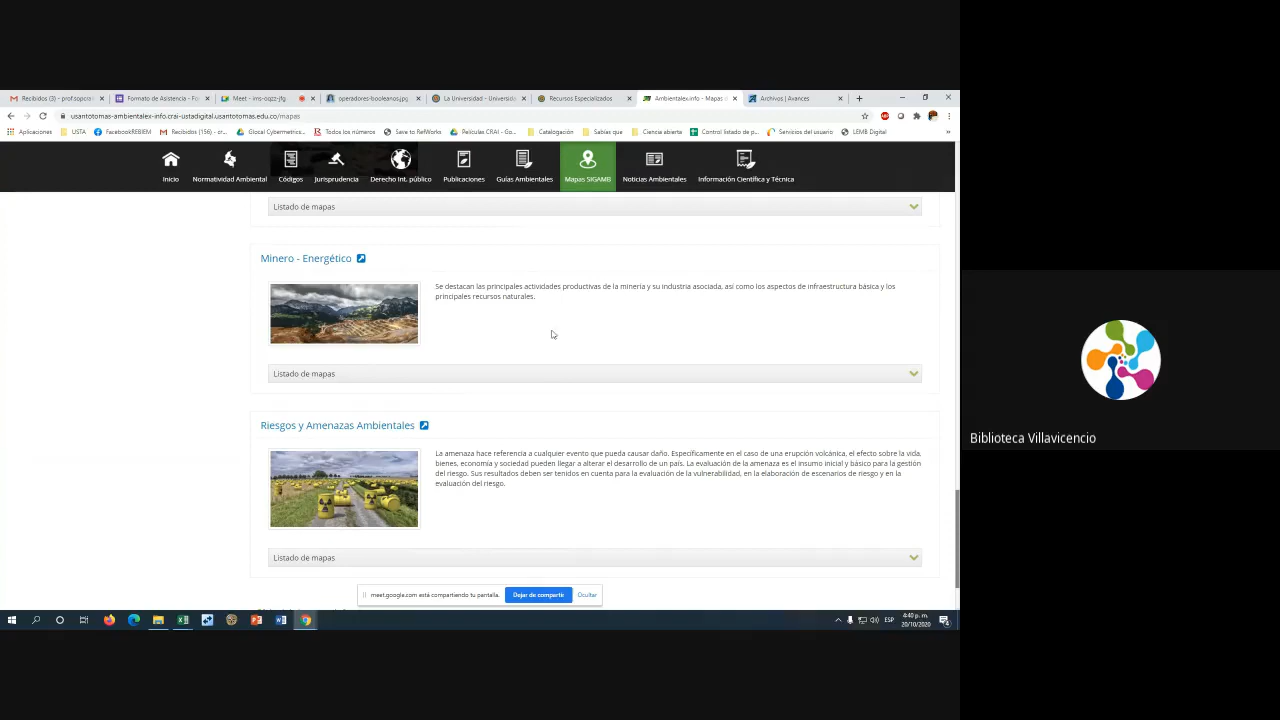 Recibidos (3) - prof.sopcra
Formato de Asistencia - Fo
Meet - ims-oqzz-jfg
operadores-booleanos.jpg
La Universidad - Universida
Recursos Especializados
Ambientalex.info - Mapas
Archivos | Avances
usantotomas-ambientalex-info.crai-ustadigital.usantotomas.edu.co/mapas
Aplicaciones
USTA
FacebookREBIEM
Recibidos (156) - cr...
Glocal Cybermetrics...
Todos los números
Save to RefWorks
Películas CRAI - Go...
Catalogación
Sabias que
Ciencia abierta
Control listado de p...
Servicios del usuario
LEMB Digital
Inicio
Normatividad Ambiental
Códigos
Jurisprudencia
Derecho Int. público
Publicaciones
Guías Ambientales
Mapas SIGAMB
Noticias Ambientales
Información Científica y Técnica
Listado de mapas
Minero - Energético
Se destacan las principales actividades productivas de la minería y su industria asociada, así como los aspectos de infraestructura básica y los
principales recursos naturales.
Listado de mapas
Riesgos y Amenazas Ambientales
La amenaza hace referencia a cualquier evento que pueda causar daño. Específicamente en el caso de una erupción volcánica, el efecto sobre la vida,
bienes, economía y sociedad pueden llegar a alterar el desarrollo de un país. La evaluación de la amenaza es el insumo inicial y básico para la gestión
del riesgo. Sus resultados deben ser tenidos en cuenta para la evaluación de la vulnerabilidad, en la elaboración de escenarios de riesgo y en la
evaluación del riesgo.
Listado de mapas
meet.google.com está compartiendo tu pantalla.
Dejar de compartir
Ocultar
ESP
4:40 p. m.
20/10/2020
Biblioteca Villavicencio